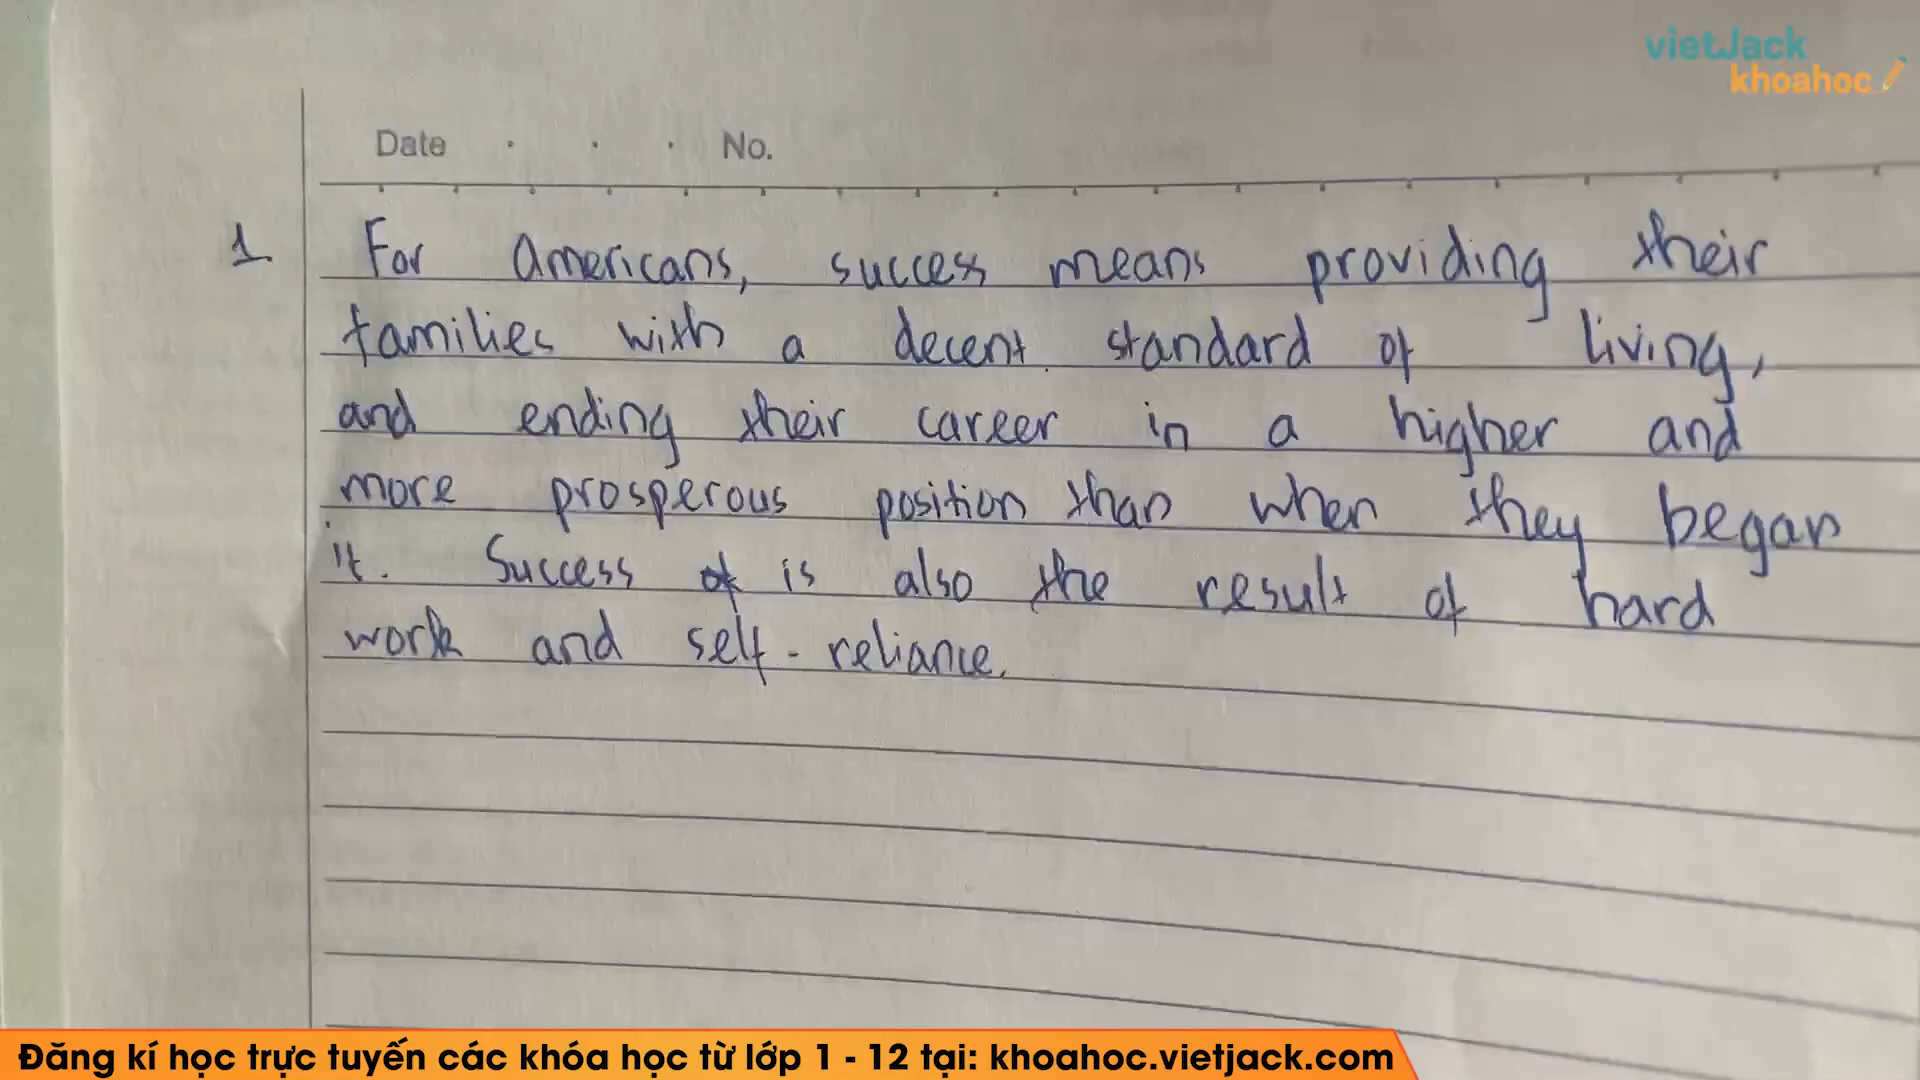 vietJack
khoahoc
Date . . . No.
1. For Americans, success means providing their
families with a decent standard of living,
and ending their career in a higher and
more prosperous position than when they began
it. Success of is also the result of hard
work and self-reliance.
Đăng kí học trực tuyến các khóa học từ lớp 1 - 12 tại: khoahoc.vietjack.com